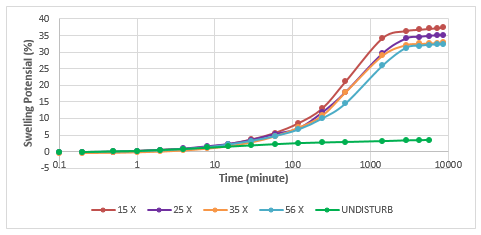 40
35
30
25
20
15
10
5
0
-5
0.1 1 10 100 1000 10000
Swelling Potensial (%)
Time (minute)
15 X 25 X 35 X 56 X UNDISTURB